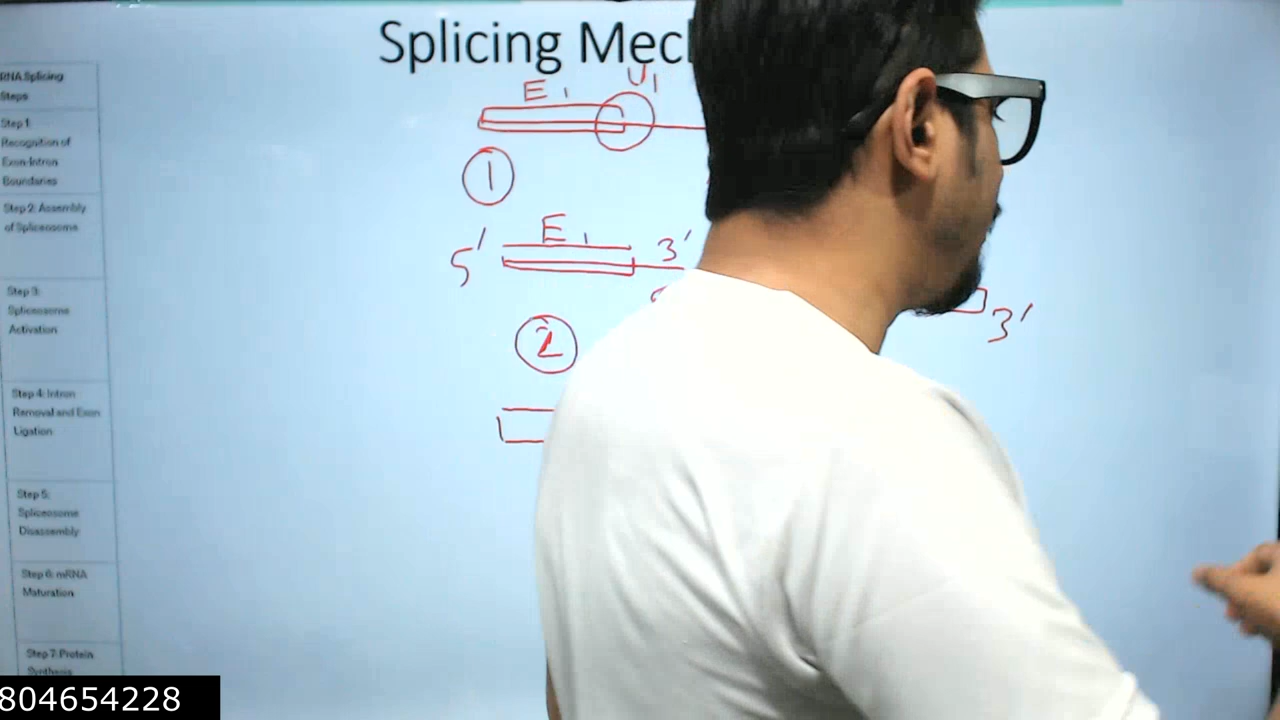 Splicing Mec
RNA Splicing
Steps
Step 1:
Recognition of
Exon-Intron
Boundaries
Step 2: Assembly
of Spliceosome
Step 3:
Spliceosome
Activation
Step 4: Intron
Removal and Exon
Ligation
Step 5:
Spliceosome
Disassembly
Step 6: mRNA
Maturation
Step 7: Protein
Synthesis
E1
U1
1
5'
E1
3'
3'
2
804654228